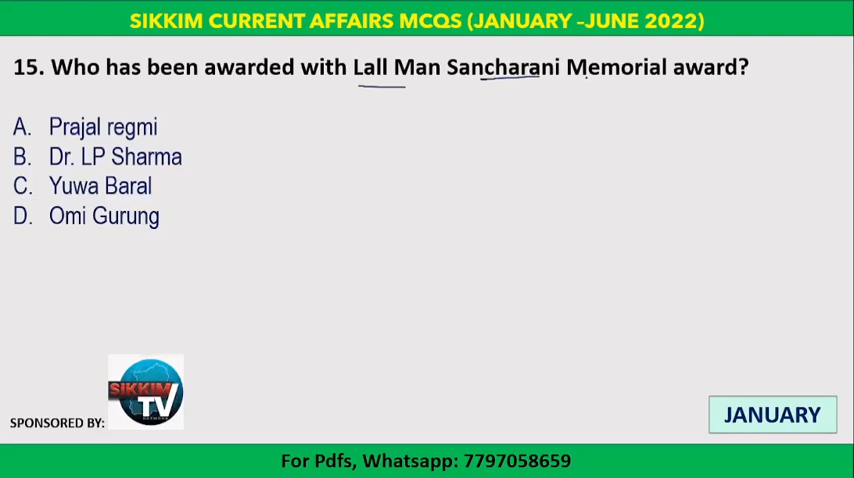 SIKKIM CURRENT AFFAIRS MCQS (JANUARY –JUNE 2022)
15. Who has been awarded with Lall Man Sancharani Memorial award?
A. Prajal regmi
B. Dr. LP Sharma
C. Yuwa Baral
D. Omi Gurung
SIKKIM
TV
NETWORK
SPONSORED BY:
JANUARY
For Pdfs, Whatsapp: 7797058659